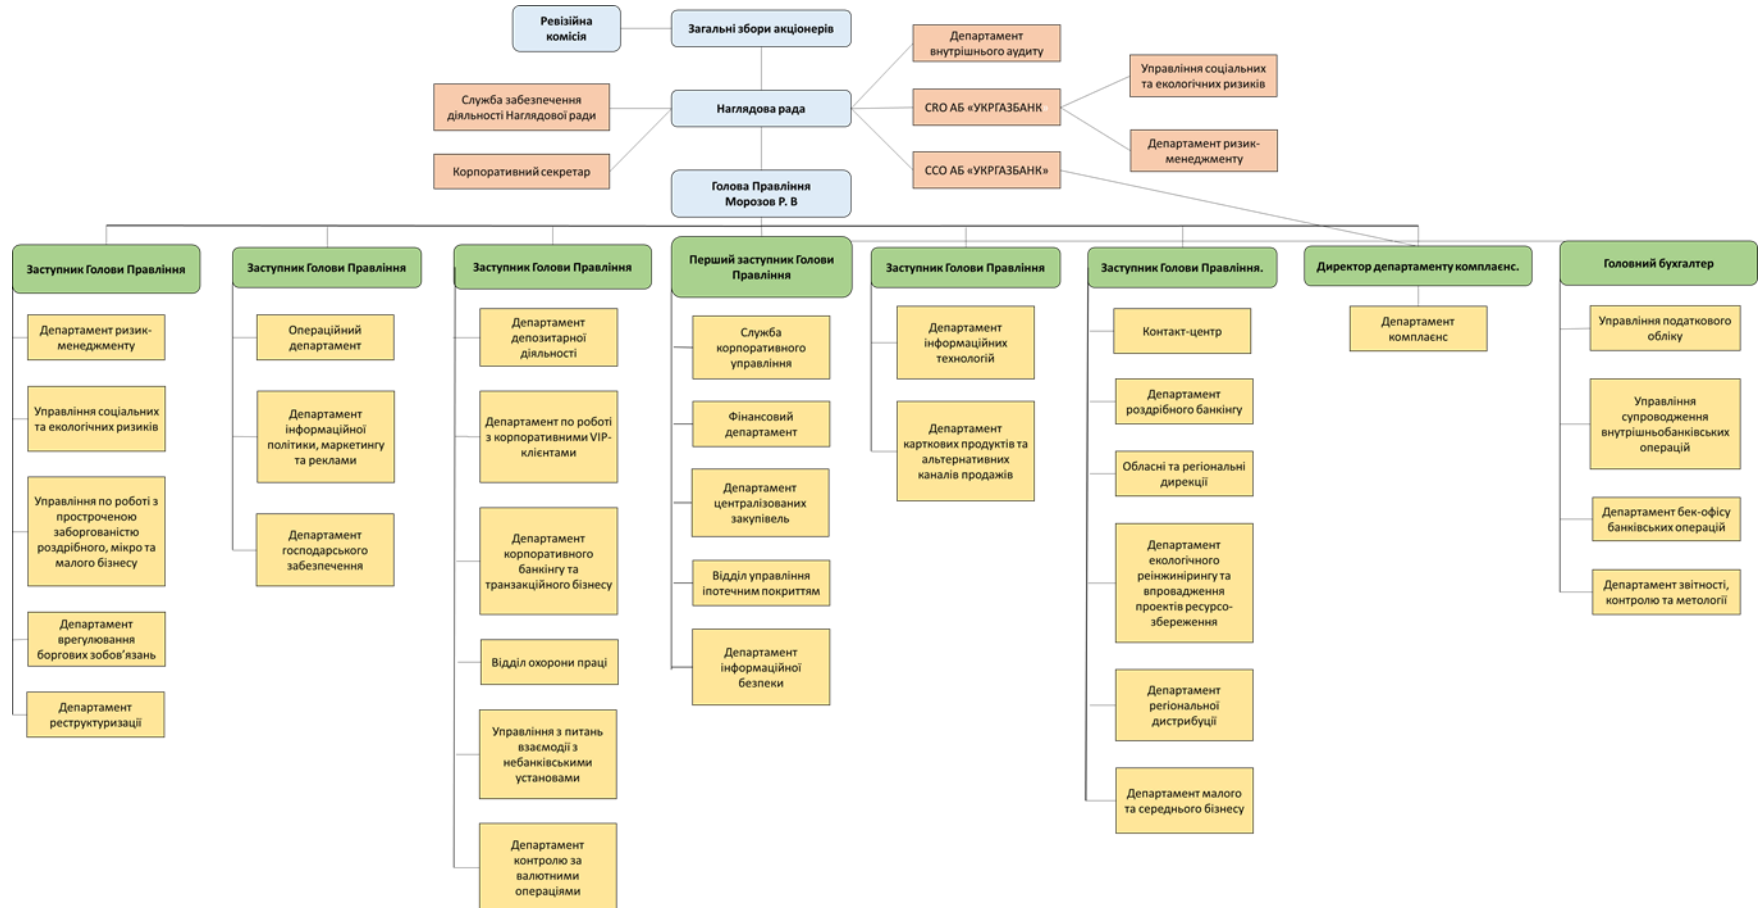 Ревізійна
комісія
Загальні збори акціонерів
Департамент
внутрішнього аудиту
Управління соціальних
та екологічних ризиків
Служба забезпечення
діяльності Наглядової ради
Наглядова рада
CRO АБ «УКРГАЗБАНК»
Департамент ризик-
менеджменту
Корпоративний секретар
ССО АБ «УКРГАЗБАНК»
Голова Правління
Морозов Р. В
Заступник Голови Правління
Заступник Голови Правління
Заступник Голови Правління
Перший заступник Голови
Правління
Заступник Голови Правління
Заступник Голови Правління.
Директор департаменту комплаєнс.
Головний бухгалтер
Департамент ризик-
менеджменту
Управління соціальних
та екологічних ризиків
Управління по роботі з
простроченою
заборгованістю
роздрібного, мікро та
малого бізнесу
Департамент
врегулювання
боргових зобов’язань
Департамент
реструктуризації
Операційний
департамент
Департамент
інформаційної
політики, маркетингу
та реклами
Департамент
господарського
забезпечення
Департамент
депозитарної
діяльності
Департамент по роботі
з корпоративними VIP-
клієнтами
Департамент
корпоративного
банкінгу та
транзакційного бізнесу
Відділ охорони праці
Управління з питань
взаємодії з
небанківськими
установами
Департамент
контролю за
валютними
операціями
Служба
корпоративного
управління
Фінансовий
департамент
Департамент
централізованих
закупівель
Відділ управління
іпотечним покриттям
Департамент
інформаційної
безпеки
Департамент
інформаційних
технологій
Департамент
карткових продуктів та
альтернативних
каналів продажів
Контакт-центр
Департамент
роздрібного банкінгу
Обласні та регіональні
дирекції
Департамент
екологічного
реінжинірингу та
впровадження
проектів ресурсо-
збереження
Департамент
регіональної
дистрибуції
Департамент малого
та середнього бізнесу
Департамент
комплаєнс
Управління податкового
обліку
Управління
супроводження
внутрішньобанківських
операцій
Департамент бек-офісу
банківських операцій
Департамент звітності,
контролю та метології